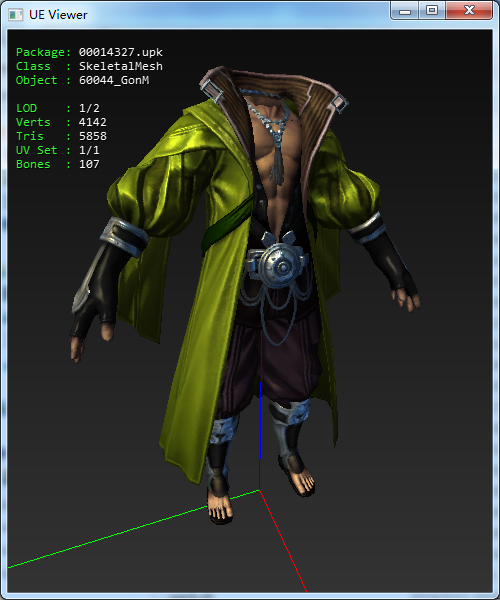 UE Viewer
Package: 00014327.upk
Class : SkeletalMesh
Object : 60044_GonM
LOD : 1/2
Verts : 4142
Tris : 5858
UV Set : 1/1
Bones : 107